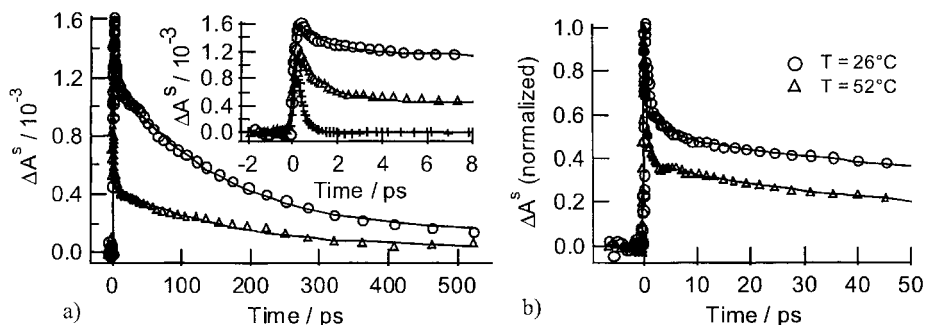 1.6
1.2
0.8
0.4
0.0
ΔA^s / 10^-3
0 100 200 300 400 500
Time / ps
a)
1.6
1.2
0.8
0.4
0.0
ΔA^s / 10^-3
-2 0 2 4 6 8
Time / ps
1.0
0.8
0.6
0.4
0.2
0.0
ΔA^s (normalized)
T = 26°C
T = 52°C
0 10 20 30 40 50
Time / ps
b)